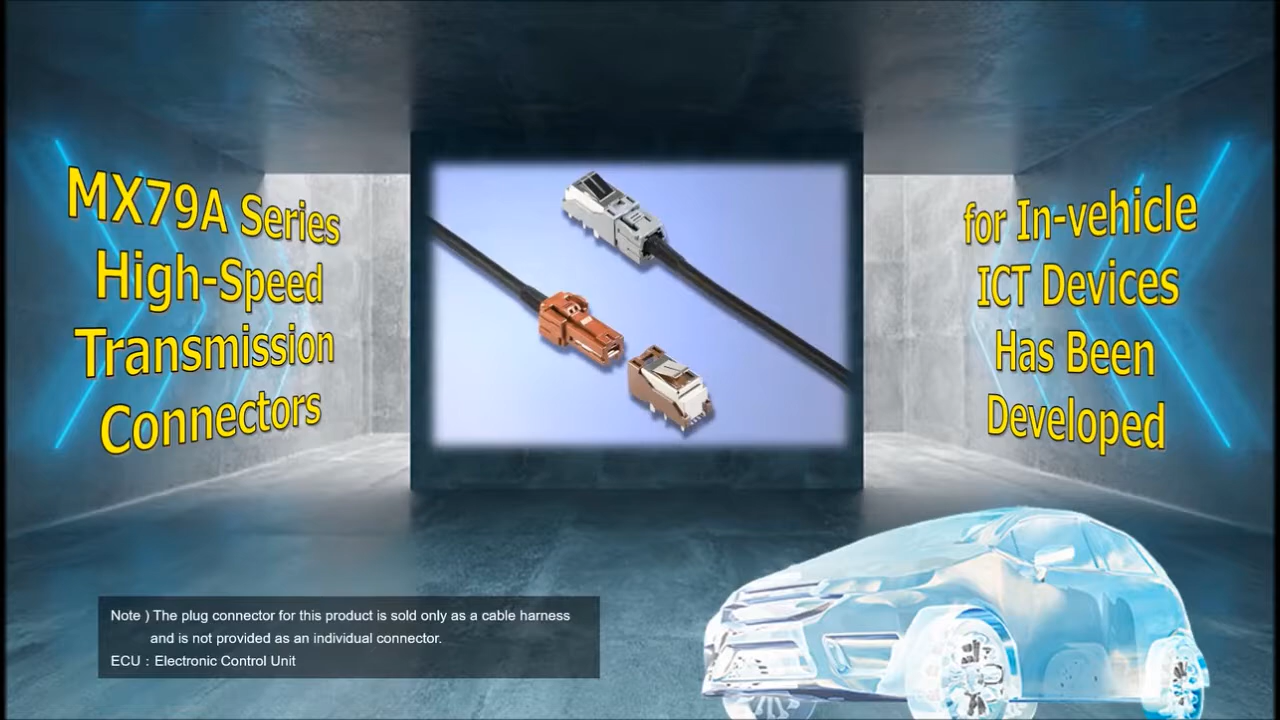 MX79A Series
High-Speed
Transmission
Connectors
for In-vehicle
ICT Devices
Has Been
Developed
Note ) The plug connector for this product is sold only as a cable harness
and is not provided as an individual connector.
ECU : Electronic Control Unit